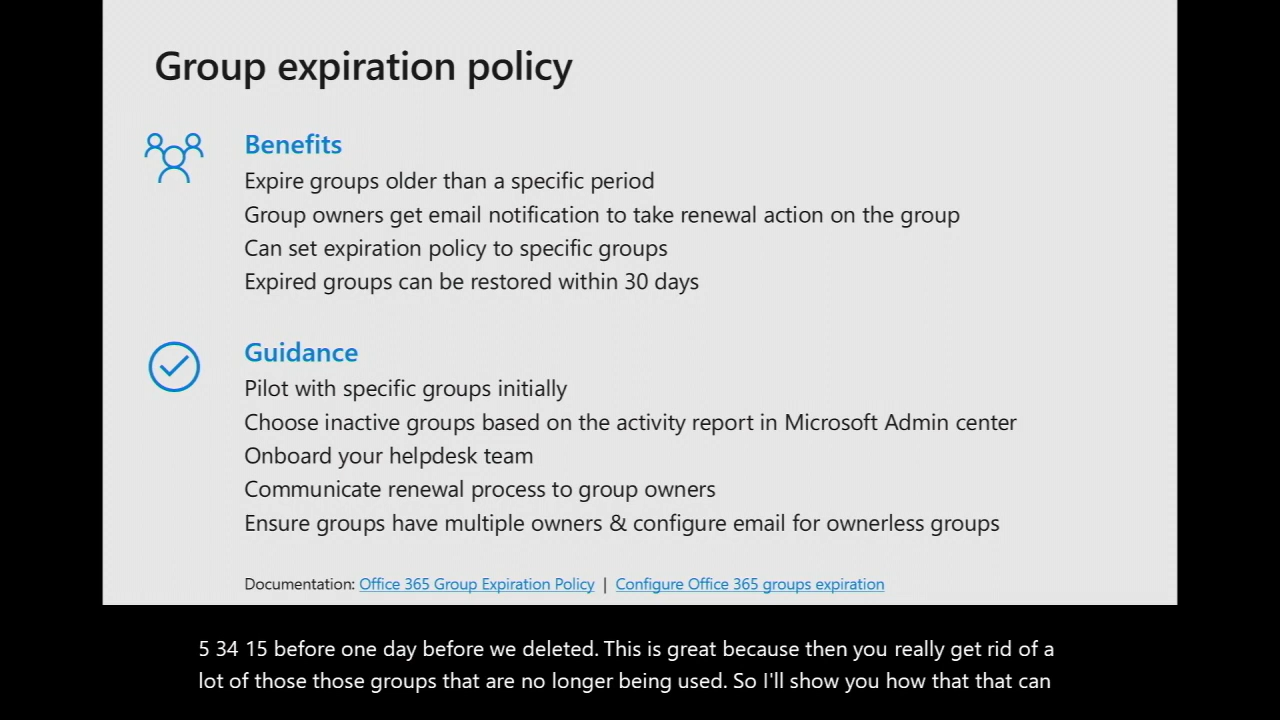 Group expiration policy
Benefits
Expire groups older than a specific period
Group owners get email notification to take renewal action on the group
Can set expiration policy to specific groups
Expired groups can be restored within 30 days
Guidance
Pilot with specific groups initially
Choose inactive groups based on the activity report in Microsoft Admin center
Onboard your helpdesk team
Communicate renewal process to group owners
Ensure groups have multiple owners & configure email for ownerless groups
Documentation: Office 365 Group Expiration Policy | Configure Office 365 groups expiration
5 34 15 before one day before we deleted. This is great because then you really get rid of a
lot of those those groups that are no longer being used. So I'll show you how that that can